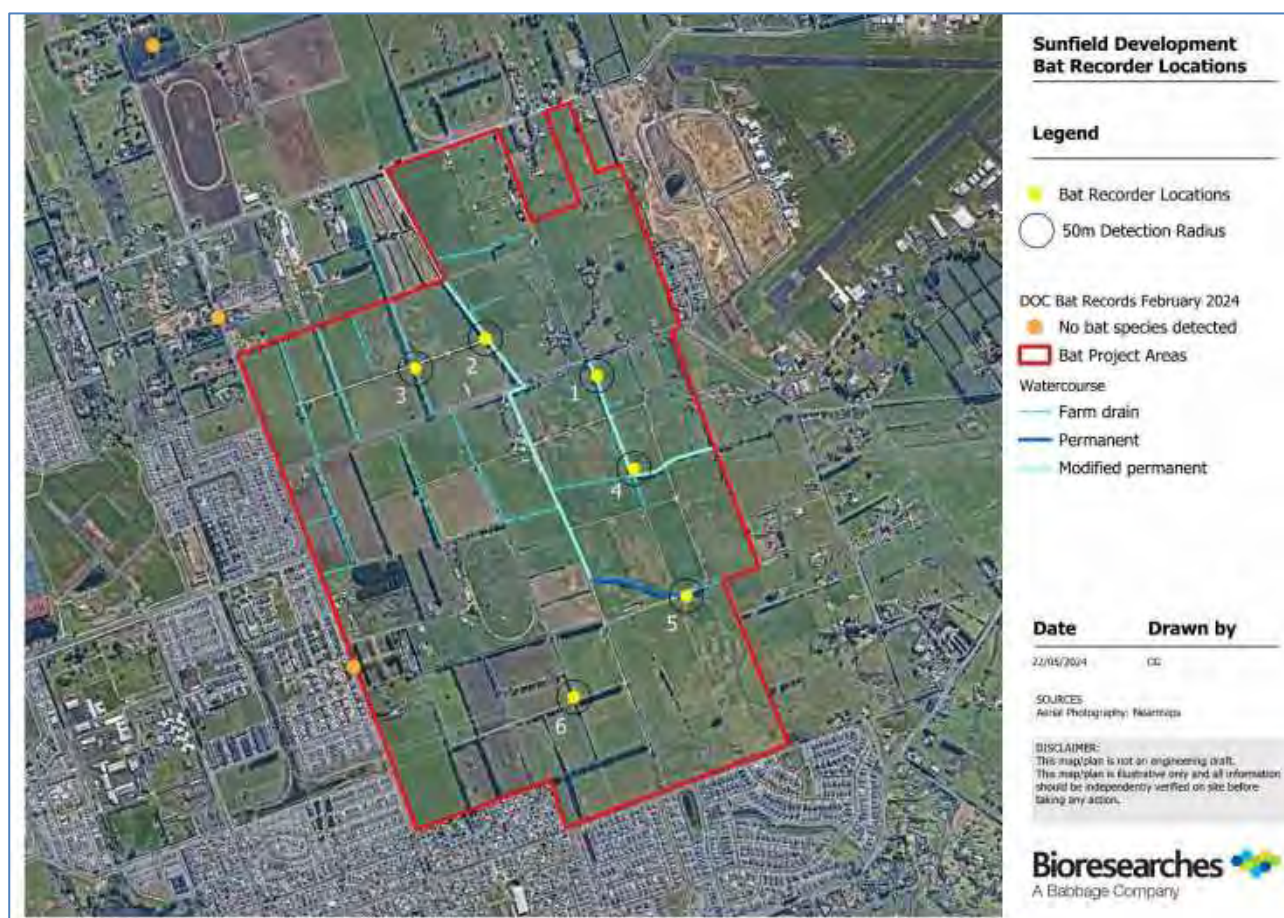 Sunfield Development
Bat Recorder Locations
Legend
Bat Recorder Locations
50m Detection Radius
DOC Bat Records February 2024
No bat species detected
Bat Project Areas
Watercourse
Farm drain
Permanent
Modified permanent
Date Drawn by
22/05/2024 CG
SOURCES
Aerial Photography: Nearmaps
DISCLAIMER:
This map/plan is not an engineering draft.
This map/plan is illustrative only and all information
should be independently verified on site before
taking any action.
Bioresearches
A Babbage Company
2
3
1
4
5
6